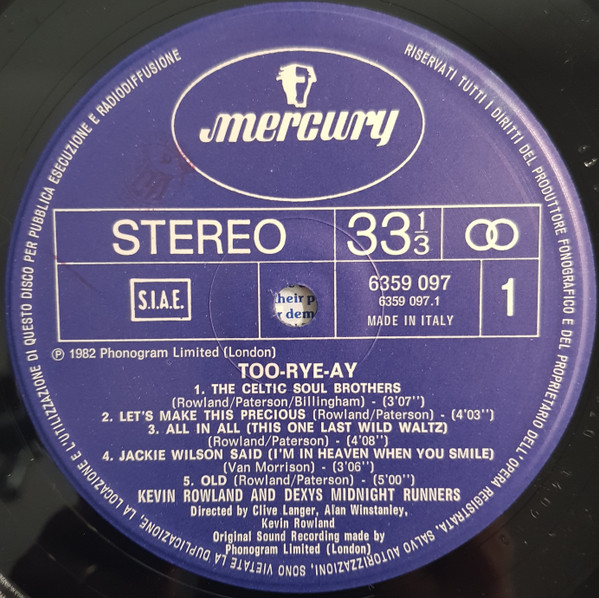 mercury
STEREO
33 1/3
S.I.A.E.
their p
r dem
6359 097
6359 097.1
MADE IN ITALY
1
℗ 1982 Phonogram Limited (London)
TOO-RYE-AY
1. THE CELTIC SOUL BROTHERS
(Rowland/Paterson/Billingham) - (3'07")
2. LET'S MAKE THIS PRECIOUS (Rowland/Paterson) - (4'03")
3. ALL IN ALL (THIS ONE LAST WILD WALTZ)
(Rowland/Paterson) - (4'08")
4. JACKIE WILSON SAID (I'M IN HEAVEN WHEN YOU SMILE)
(Van Morrison) - (3'06")
5. OLD (Rowland/Paterson) - (5'00")
KEVIN ROWLAND AND DEXYS MIDNIGHT RUNNERS
Directed by Clive Langer, Alan Winstanley,
Kevin Rowland
Original Sound Recording made by
Phonogram Limited (London)
RISERVATI TUTTI I DIRITTI DEL PRODUTTORE FONOGRAFICO E DEL PROPRIETARIO DELL'OPERA REGISTRATA. SALVO AUTORIZZAZIONI, SONO VIETATE LA DUPLICAZIONE, LA LOCAZIONE E L'UTILIZZAZIONE DI QUESTO DISCO PER PUBBLICA ESECUZIONE E RADIODIFFUSIONE